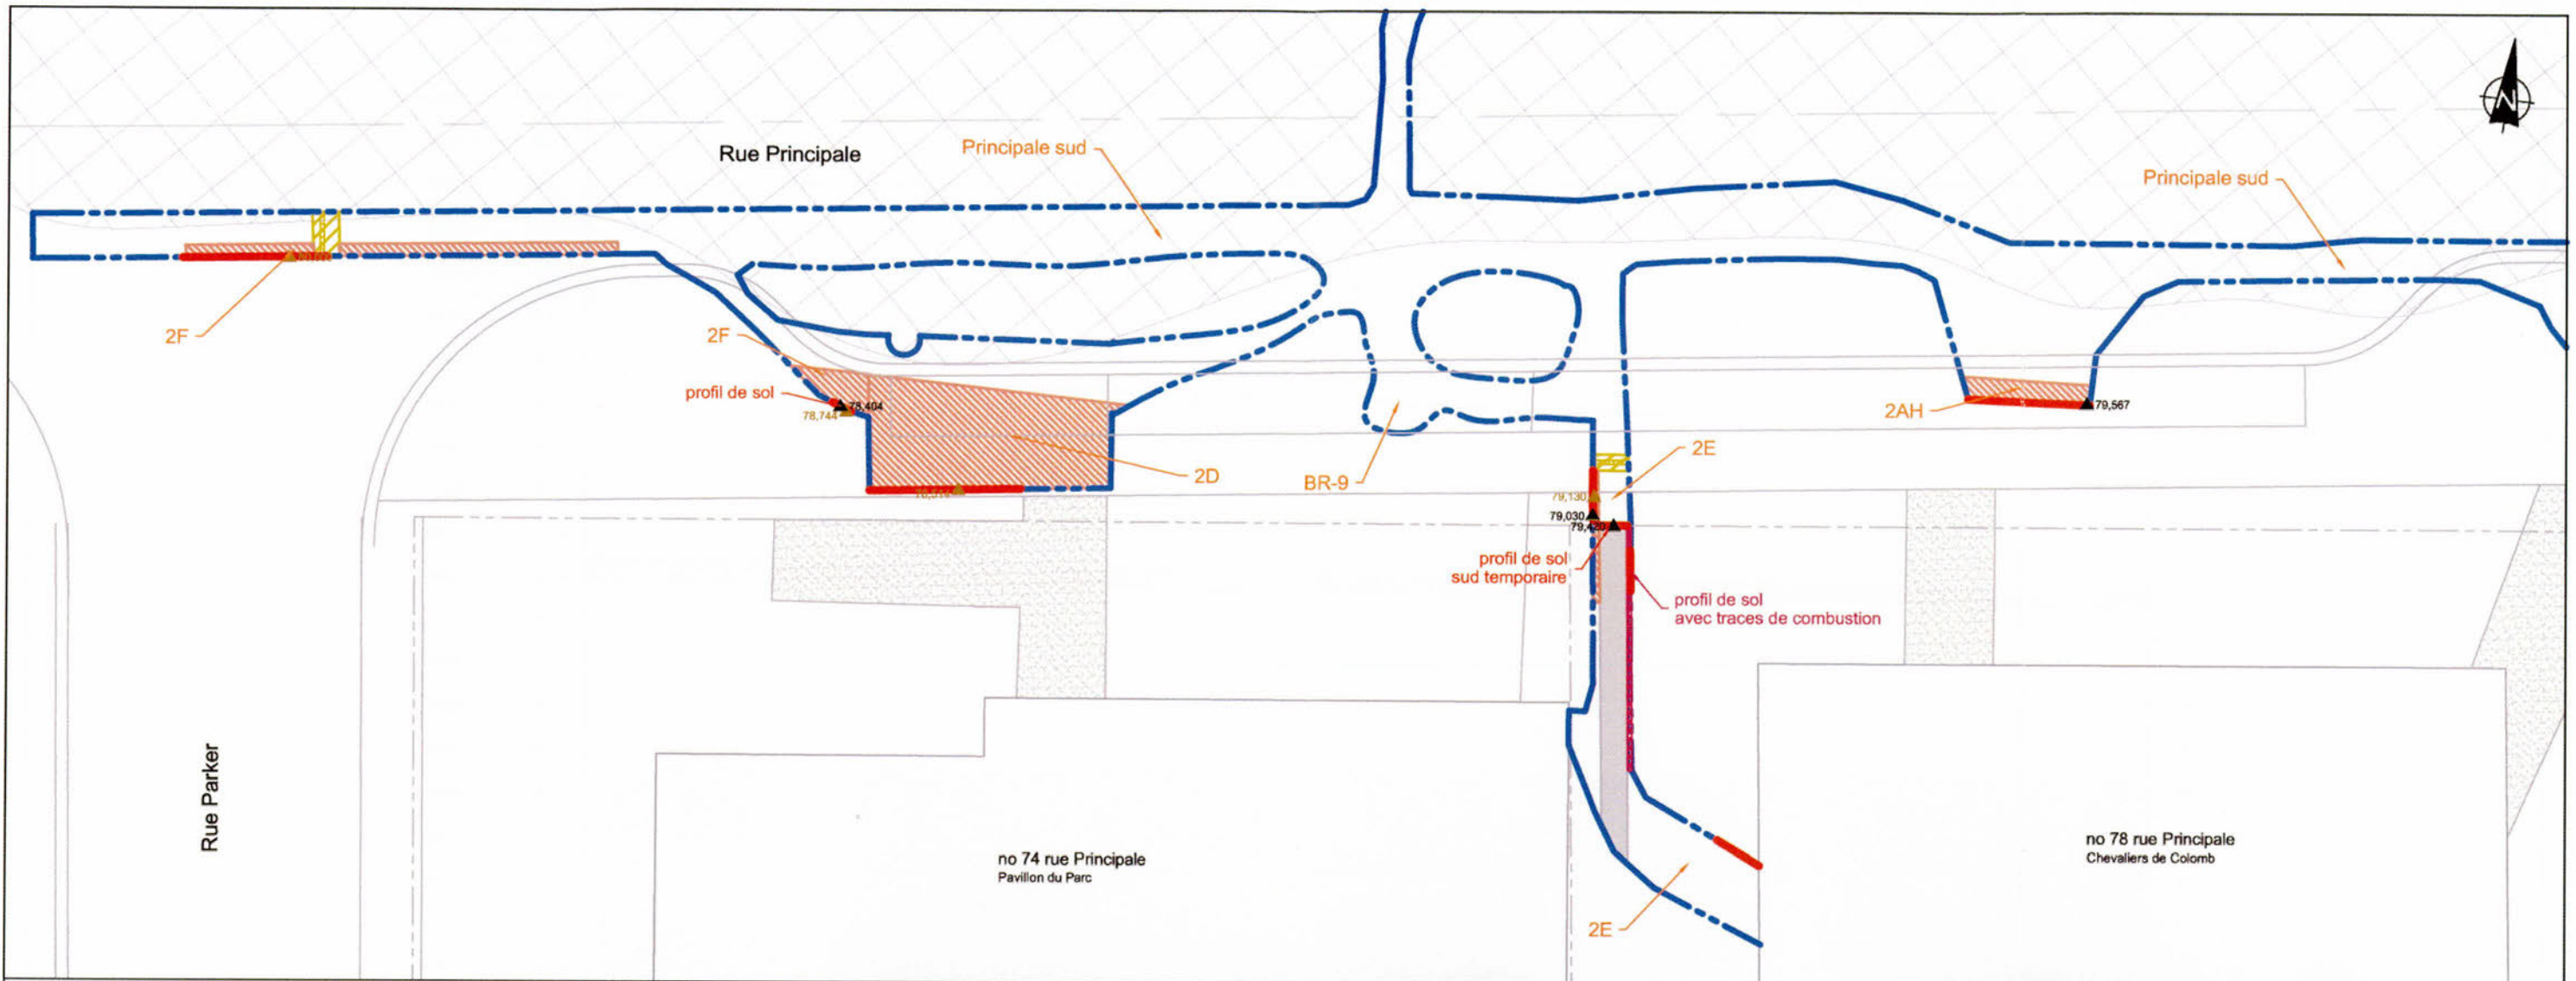 N
Rue Principale
Principale sud
Principale sud
2F
2F
profil de sol
78,404
78,744
2AH
79,567
2E
2D
BR-9
79,130
79,030
profil de sol
sud temporaire
profil de sol
avec traces de combustion
Rue Parker
no 74 rue Principale
Pavillon du Parc
no 78 rue Principale
Chevaliers de Colomb
2E